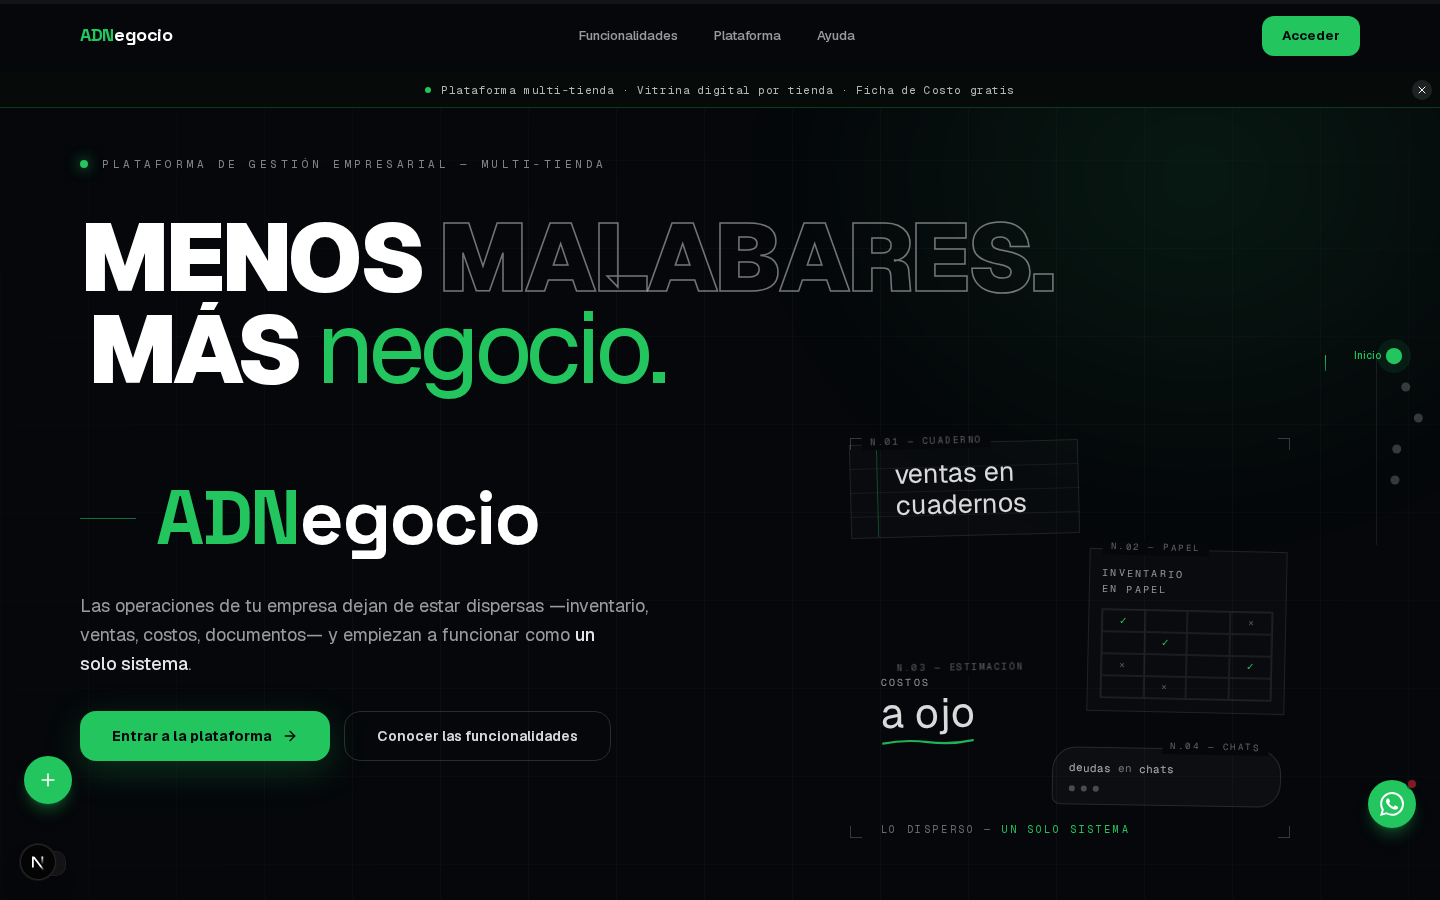 ADNegocio
Funcionalidades
Plataforma
Ayuda
Acceder
Plataforma multi-tienda · Vitrina digital por tienda · Ficha de Costo gratis
PLATAFORMA DE GESTIÓN EMPRESARIAL — MULTI-TIENDA
MENOS MALABARES.
MÁS negocio.
Inicio
ADNegocio
Las operaciones de tu empresa dejan de estar dispersas —inventario,
ventas, costos, documentos— y empiezan a funcionar como un
solo sistema.
Entrar a la plataforma →
Conocer las funcionalidades
N.01 — CUADERNO
ventas en
cuadernos
N.02 — PAPEL
INVENTARIO
EN PAPEL
✓ ×
✓
× ✓
×
N.03 — ESTIMACIÓN
COSTOS
a ojo
N.04 — CHATS
deudas en chats
LO DISPERSO — UN SOLO SISTEMA
N